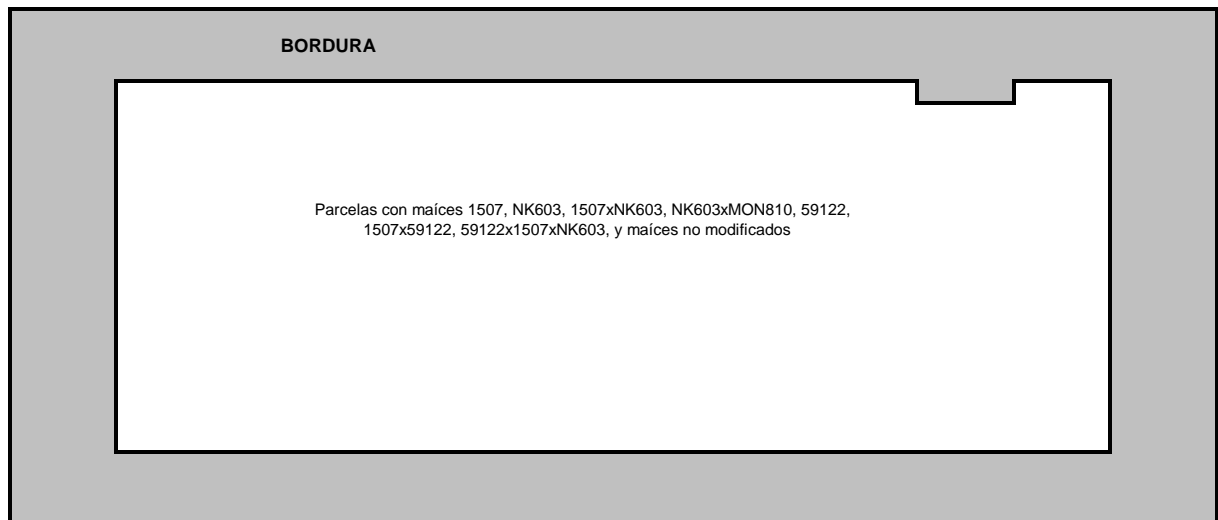 BORDURA
Parcelas con maíces 1507, NK603, 1507xNK603, NK603xMON810, 59122,
1507x59122, 59122x1507xNK603, y maíces no modificados